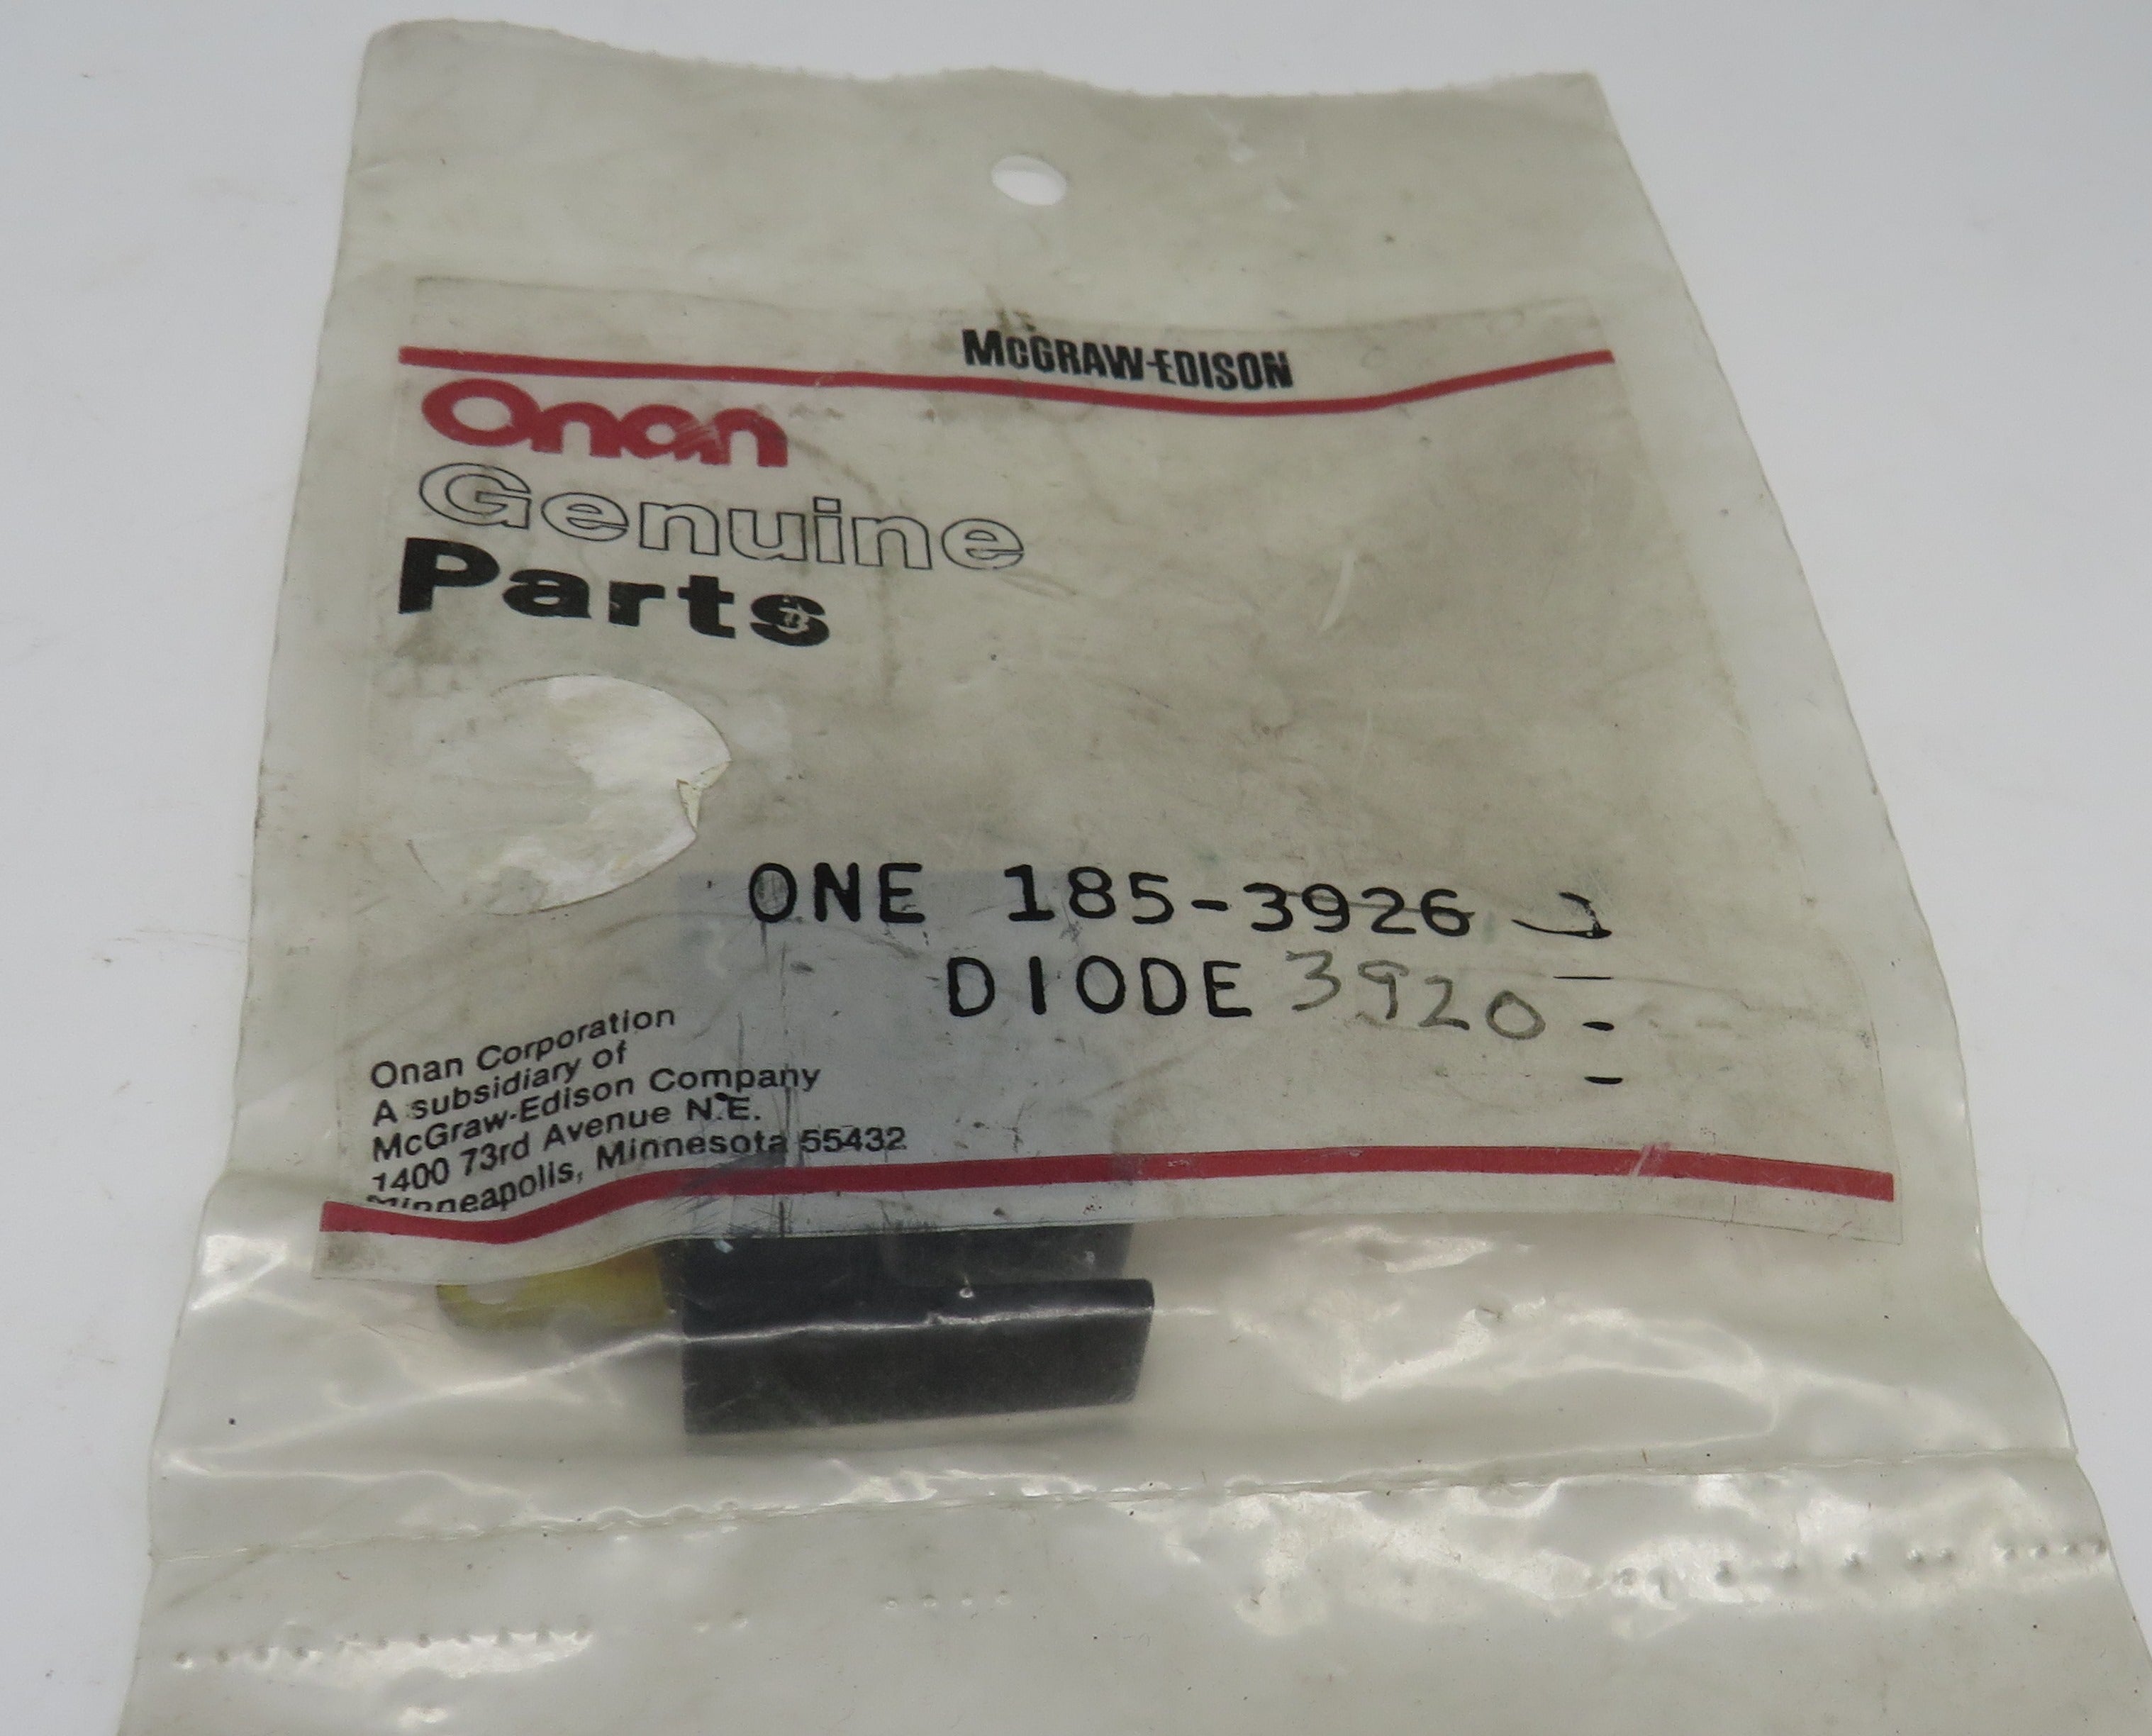 McGRAW-EDISON
Onan
Genuine
Parts
ONE 185-3926
DIODE 3920
Onan Corporation
A subsidiary of
McGraw-Edison Company
1400 73rd Avenue N.E.
Minneapolis, Minnesota 55432